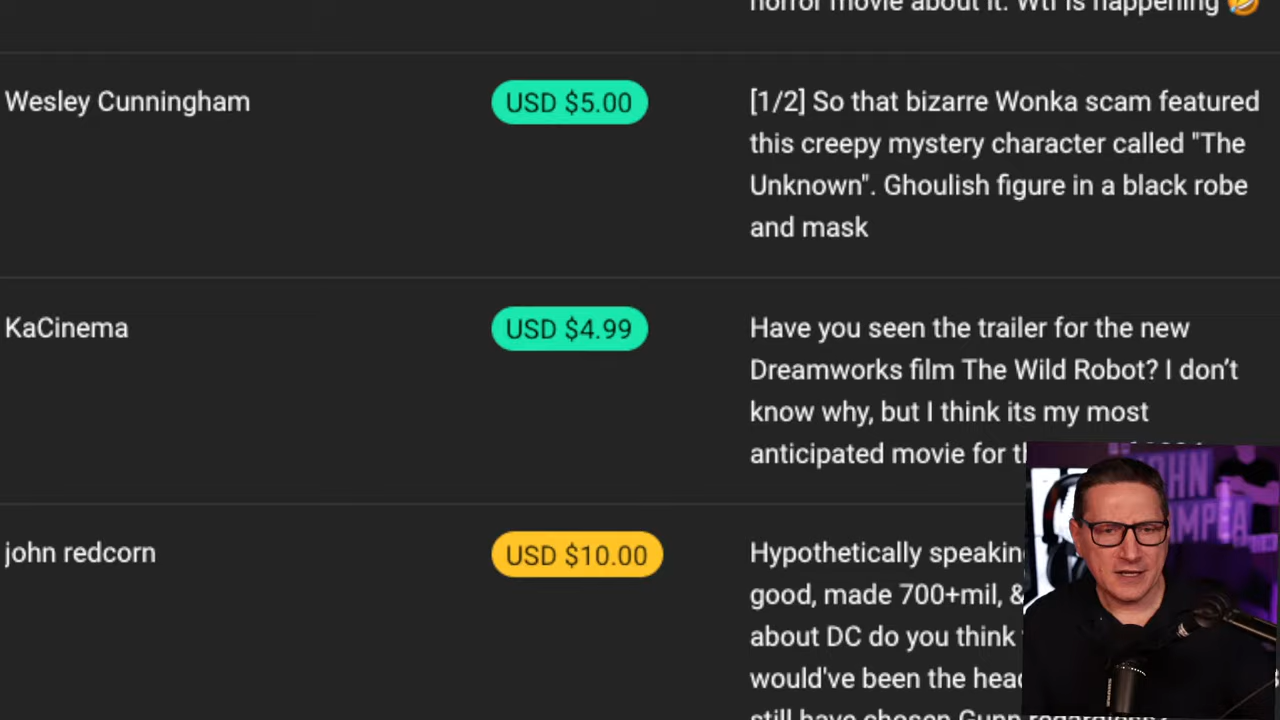 horror movie about it. Wtf is happening 🤣
Wesley Cunningham
USD $5.00
[1/2] So that bizarre Wonka scam featured
this creepy mystery character called "The
Unknown". Ghoulish figure in a black robe
and mask
KaCinema
USD $4.99
Have you seen the trailer for the new
Dreamworks film The Wild Robot? I don’t
know why, but I think its my most
anticipated movie for
john redcorn
USD $10.00
Hypothetically
good, made 700+mil, &
about DC do you think
would've been the
still have chosen Gunn